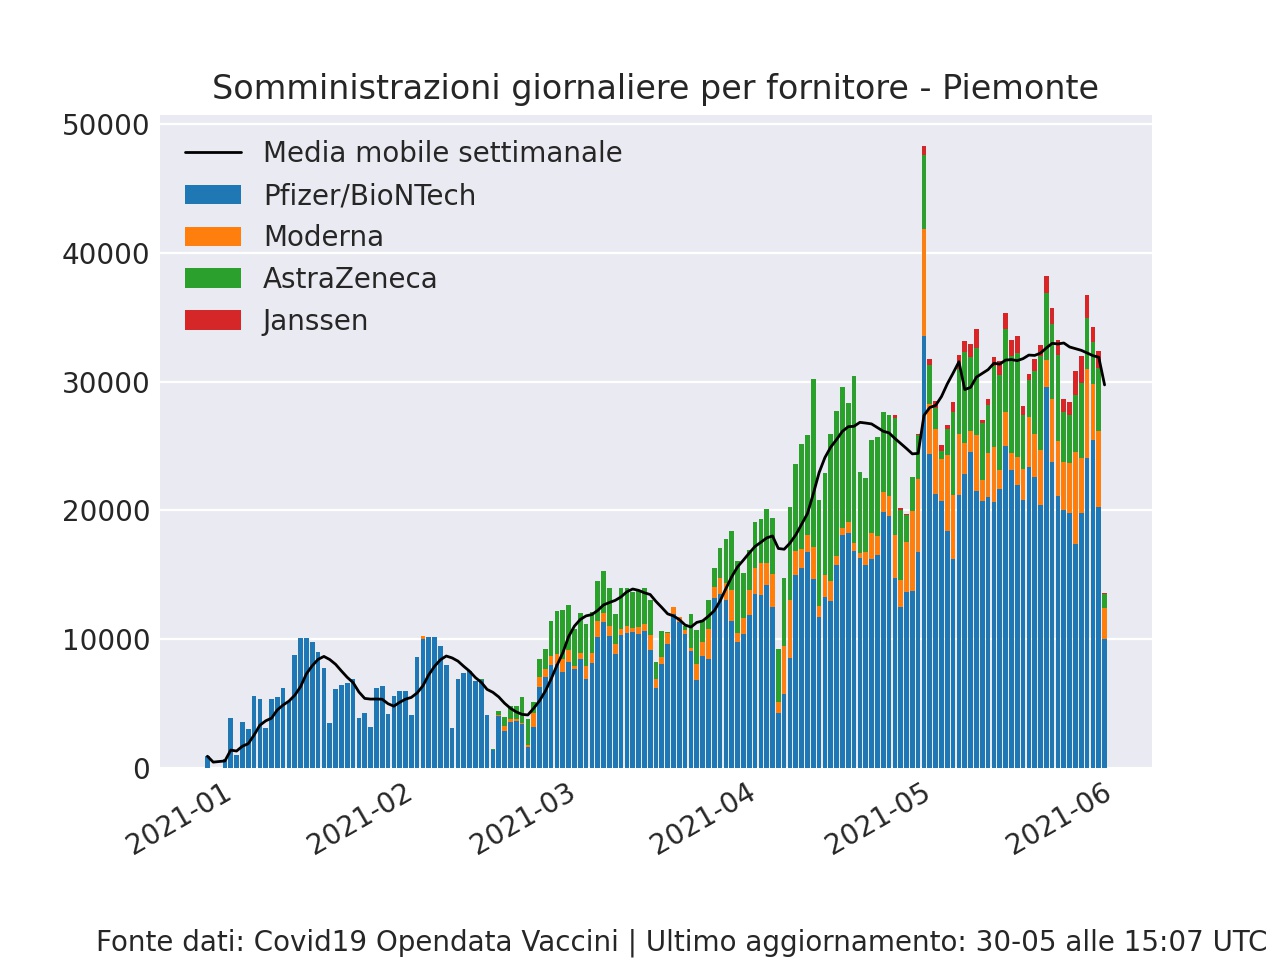 Somministrazioni giornaliere per fornitore - Piemonte
50000
40000
30000
20000
10000
0
Media mobile settimanale
Pfizer/BioNTech
Moderna
AstraZeneca
Janssen
2021-01
2021-02
2021-03
2021-04
2021-05
2021-06
Fonte dati: Covid19 Opendata Vaccini | Ultimo aggiornamento: 30-05 alle 15:07 UTC